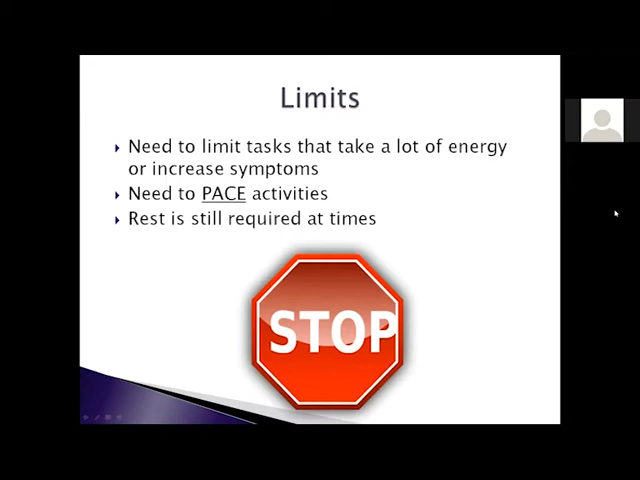 Limits
Need to limit tasks that take a lot of energy
or increase symptoms
Need to PACE activities
Rest is still required at times
STOP